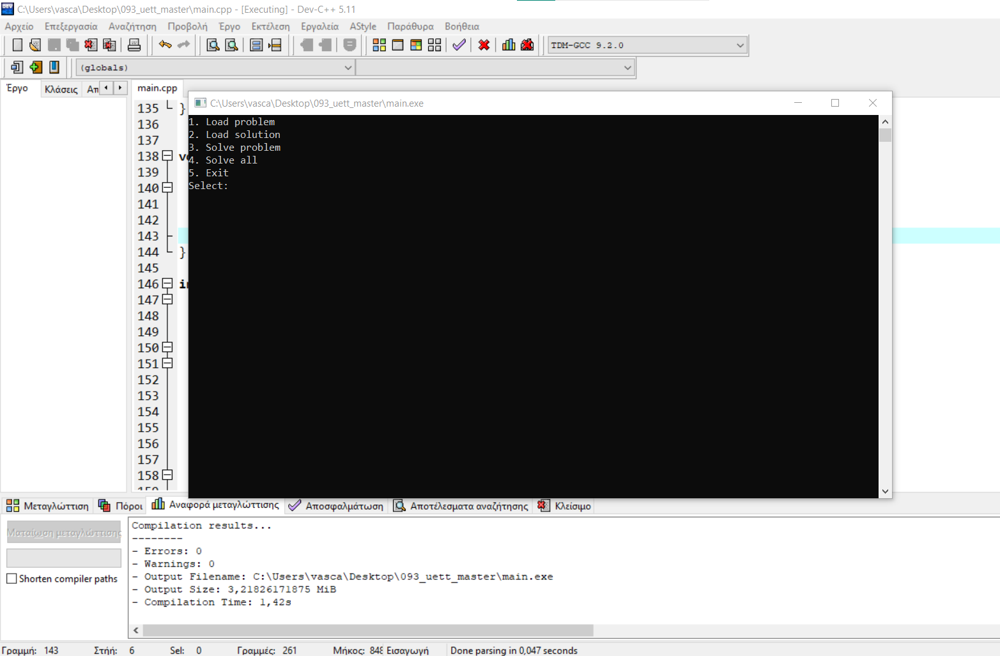 C:\Users\vasca\Desktop\093_uett_master\main.cpp - [Executing] - Dev-C++ 5.11
Αρχείο Επεξεργασία Αναζήτηση Προβολή Έργο Εκτέλεση Εργαλεία AStyle Παράθυρα Βοήθεια
TDM-GCC 9.2.0
(globals)
Έργο Κλάσεις Απ main.cpp
C:\Users\vasca\Desktop\093_uett_master\main.exe
1. Load problem
2. Load solution
3. Solve problem
4. Solve all
5. Exit
Select:
135 }
136
137
138 v
139
140
141
142
143
144 }
145
146 i
147
148
149
150
151
152
153
154
155
156
157
158
159
Μεταγλώττιση Πόροι Αναφορά μεταγλώττισης Αποσφαλμάτωση Αποτέλεσματα αναζήτησης Κλείσιμο
Ματαίωση μεταγλώττισης
Shorten compiler paths
Compilation results...
--------
- Errors: 0
- Warnings: 0
- Output Filename: C:\Users\vasca\Desktop\093_uett_master\main.exe
- Output Size: 3,21826171875 MiB
- Compilation Time: 1,42s
Γραμμή: 143 Στήή: 6 Sel: 0 Γραμμές: 261 Μήκος: 848 Εισαγωγή Done parsing in 0,047 seconds